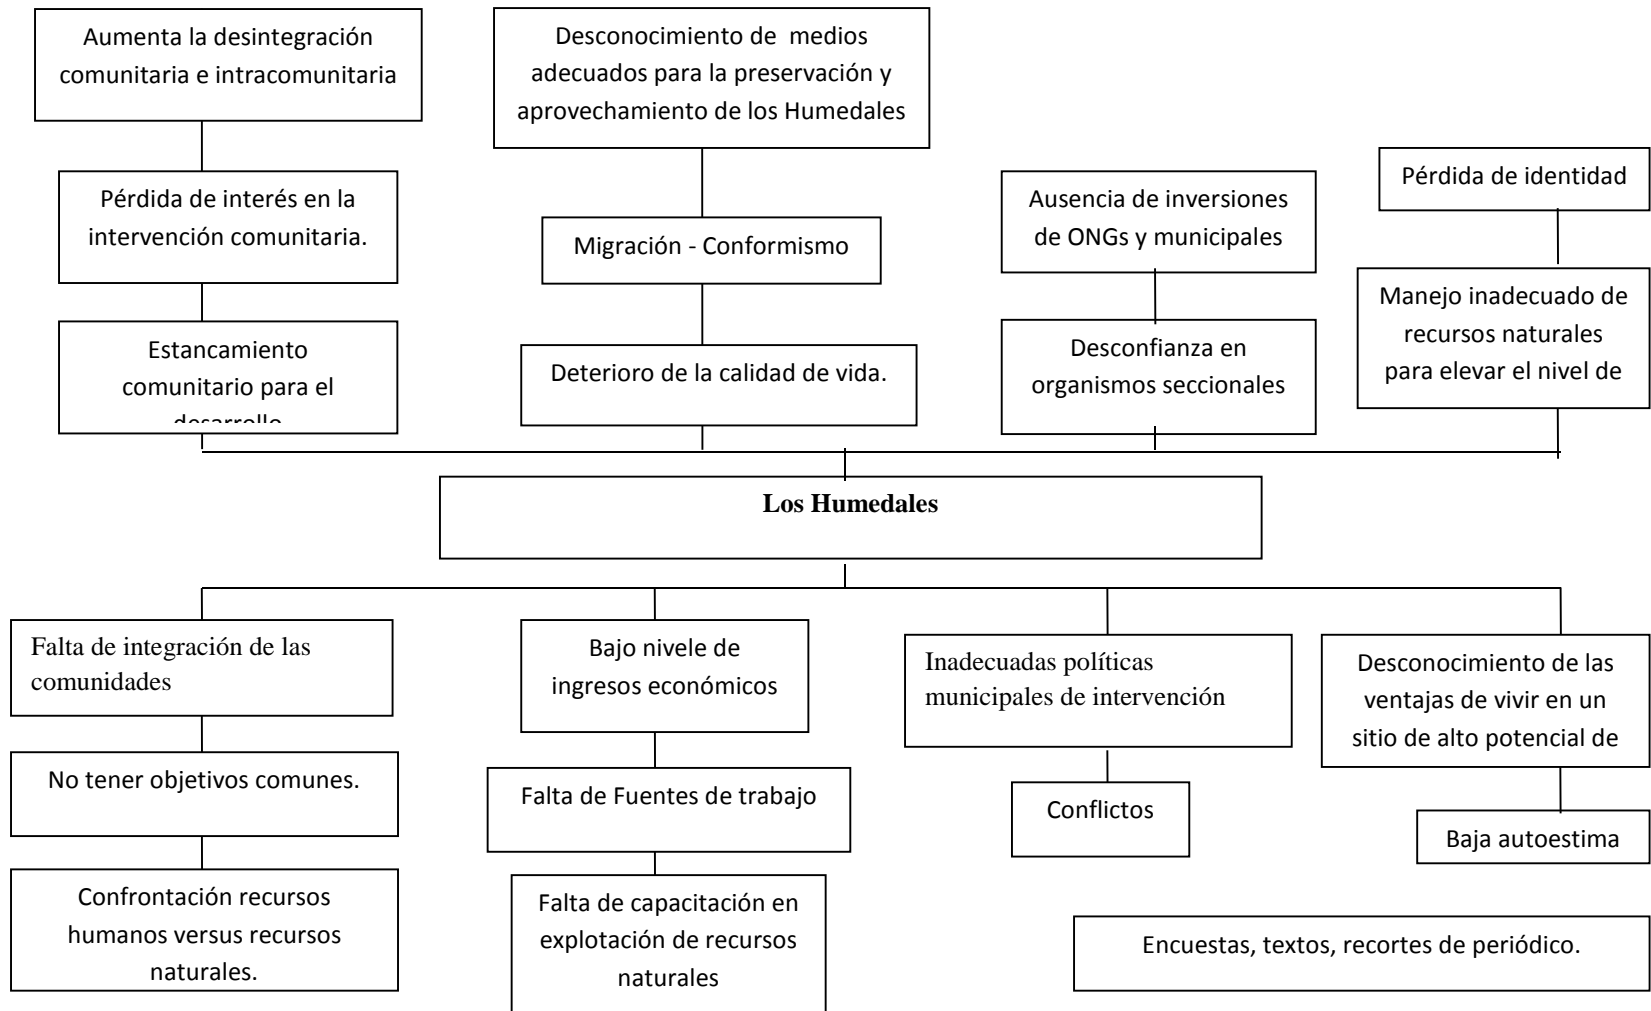 Aumenta la desintegración
comunitaria e intracomunitaria
Desconocimiento de medios
adecuados para la preservación y
aprovechamiento de los Humedales
Pérdida de interés en la
intervención comunitaria.
Migración - Conformismo
Ausencia de inversiones
de ONGs y municipales
Pérdida de identidad
Estancamiento
comunitario para el
desarrollo
Deterioro de la calidad de vida.
Desconfianza en
organismos seccionales
Manejo inadecuado de
recursos naturales
para elevar el nivel de
Los Humedales
Falta de integración de las
comunidades
Bajo nivele de
ingresos económicos
Inadecuadas políticas
municipales de intervención
Desconocimiento de las
ventajas de vivir en un
sitio de alto potencial de
No tener objetivos comunes.
Falta de Fuentes de trabajo
Conflictos
Baja autoestima
Confrontación recursos
humanos versus recursos
naturales.
Falta de capacitación en
explotación de recursos
naturales
Encuestas, textos, recortes de periódico.